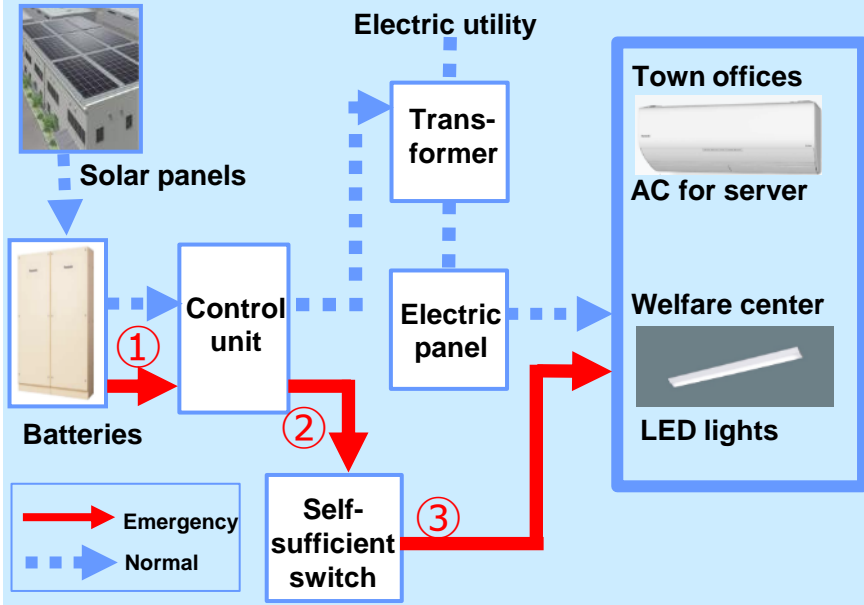 Electric utility
Town offices
Trans-
former
Solar panels
AC for server
Control
unit
Electric
panel
Welfare center
①
②
Batteries
LED lights
Self-
sufficient
switch
③
Emergency
Normal